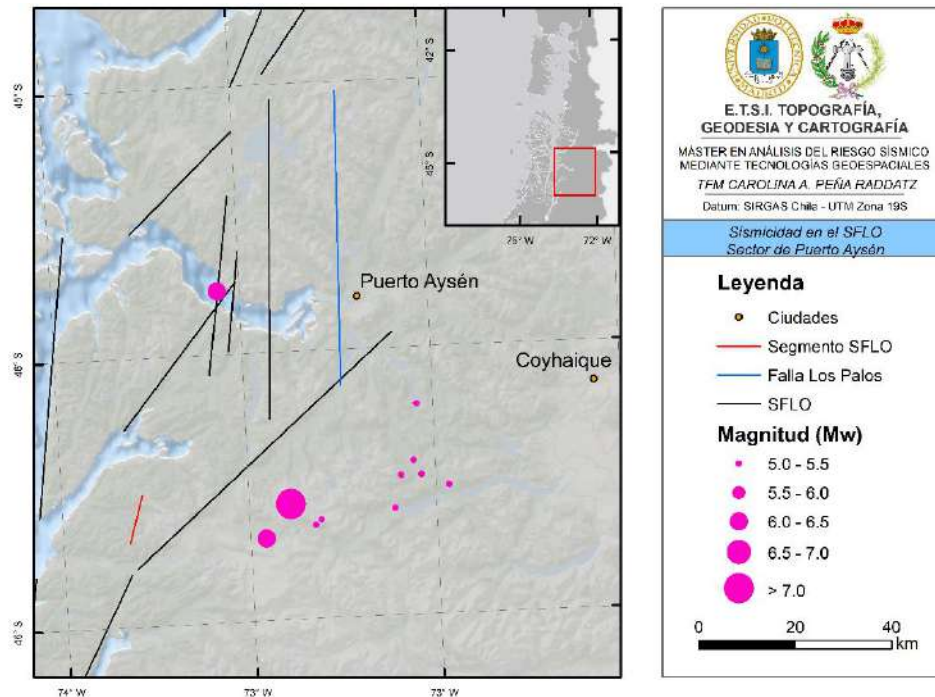 42° S
45° S
76° W
72° W
45° S
46° S
46° S
74° W
73° W
73° W
Puerto Aysén
Coyhaique
E.T.S.I. TOPOGRAFÍA,
GEODESIA Y CARTOGRAFÍA
MÁSTER EN ANÁLISIS DEL RIESGO SÍSMICO
MEDIANTE TECNOLOGÍAS GEOESPACIALES
TFM CAROLINA A. PEÑA RADDATZ
Datum: SIRGAS Chila - UTM Zona 19S
Sismicidad en el SFLO
Sector de Puerto Aysén
Leyenda
Ciudades
Segmento SFLO
Falla Los Palos
SFLO
Magnitud (Mw)
5.0 - 5.5
5.5 - 6.0
6.0 - 6.5
6.5 - 7.0
> 7.0
0 20 40
km